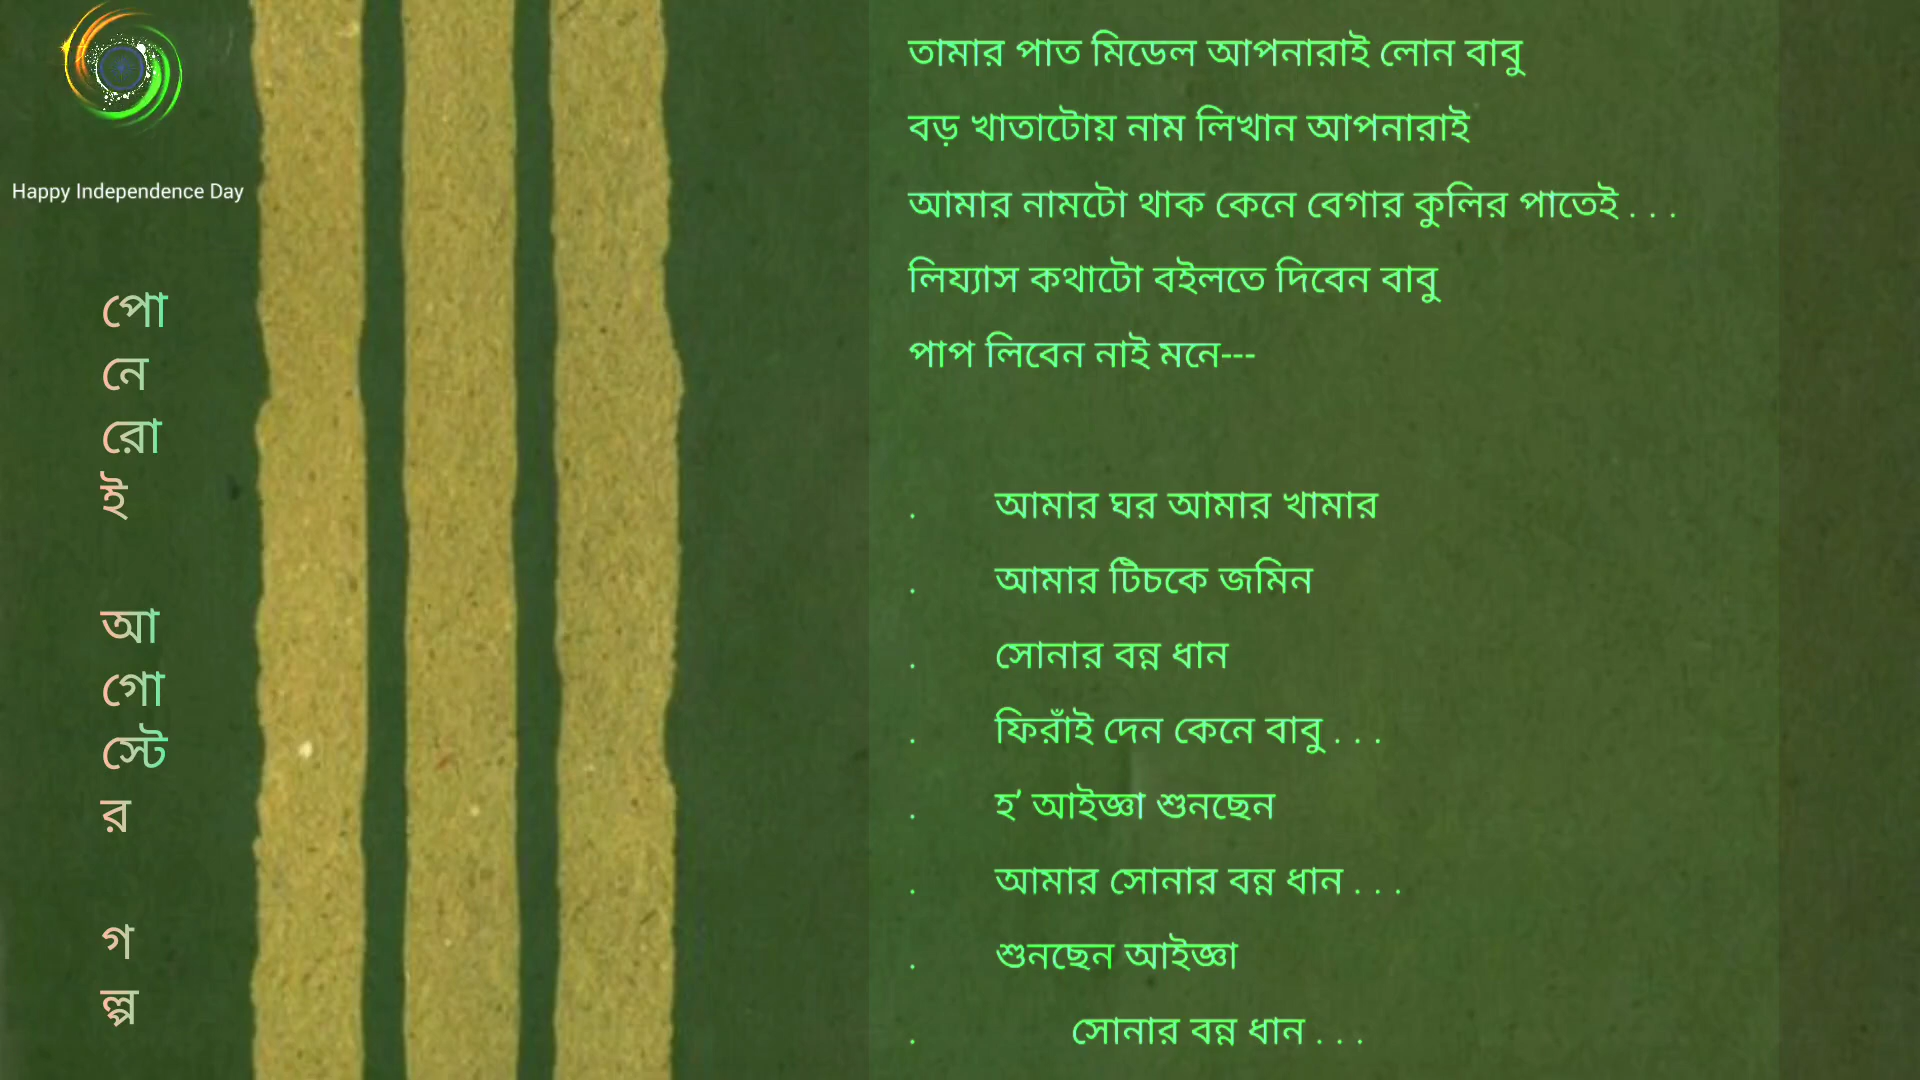 Happy Independence Day
পো
নে
রো
ই
আ
গো
স্টে
র
গ
ল্প
তামার পাত মিডেল আপনারাই লোন বাবু
বড় খাতাটোয় নাম লিখান আপনারাই
আমার নামটো থাক কেনে বেগার কুলির পাতেই . . .
লিয্যাস কথাটো বইলতে দিবেন বাবু
পাপ লিবেন নাই মনে---
. আমার ঘর আমার খামার
. আমার টিচকে জমিন
. সোনার বন্ন ধান
. ফিরাঁই দেন কেনে বাবু . . .
. হ’ আইজ্ঞা শুনছেন
. আমার সোনার বন্ন ধান . . .
. শুনছেন আইজ্ঞা
. সোনার বন্ন ধান . . .